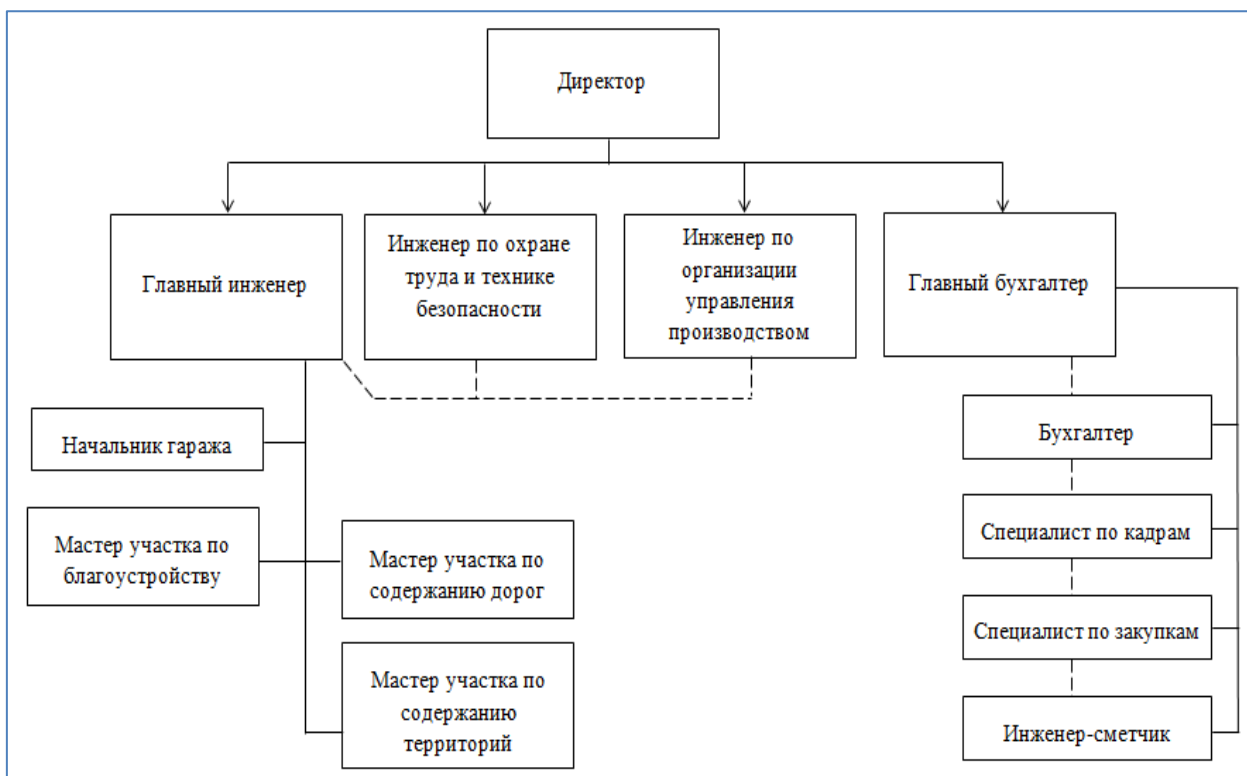 Директор
Главный инженер
Инженер по охране
труда и технике
безопасности
Инженер по
организации
управления
производством
Главный бухгалтер
Начальник гаража
Бухгалтер
Мастер участка по
благоустройству
Мастер участка по
содержанию дорог
Специалист по кадрам
Специалист по закупкам
Мастер участка по
содержанию
территорий
Инженер-сметчик